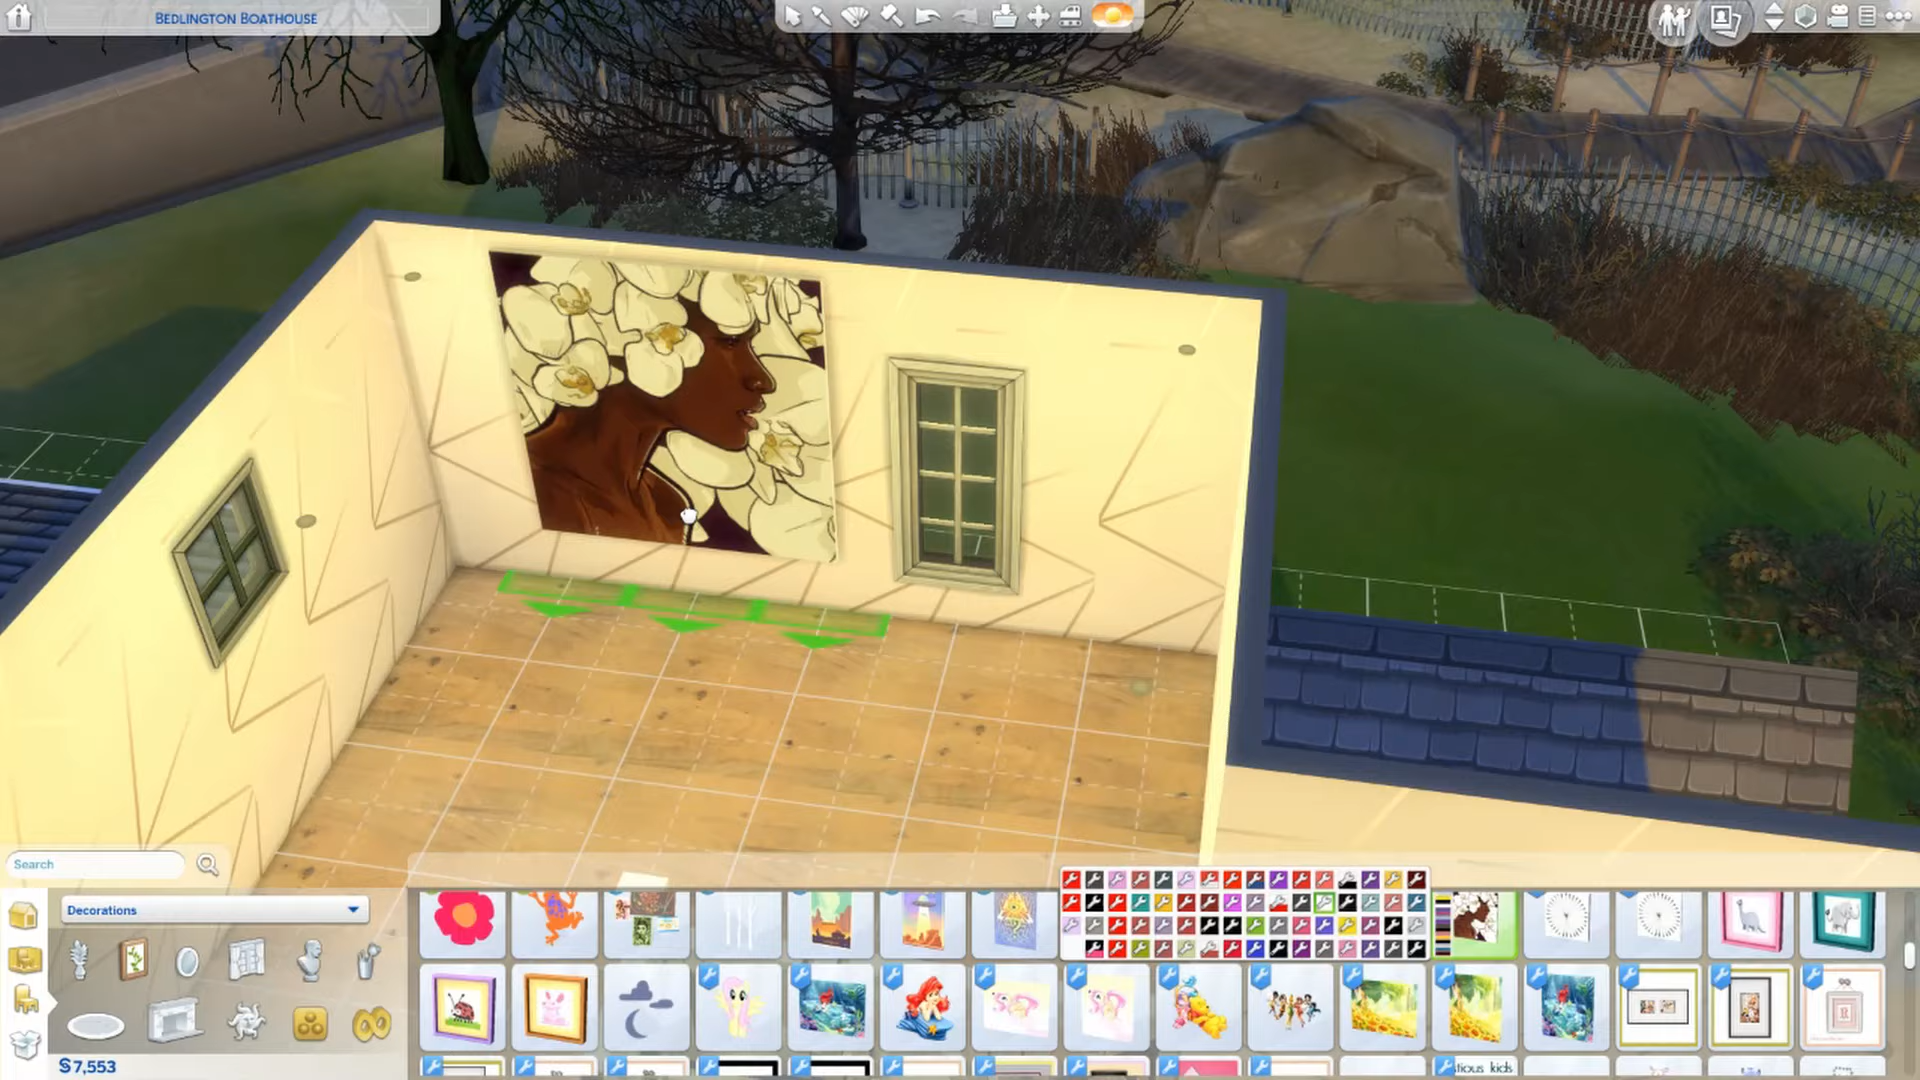 BEDLINGTON BOATHOUSE
Search
Decorations
§7,553
tious kids